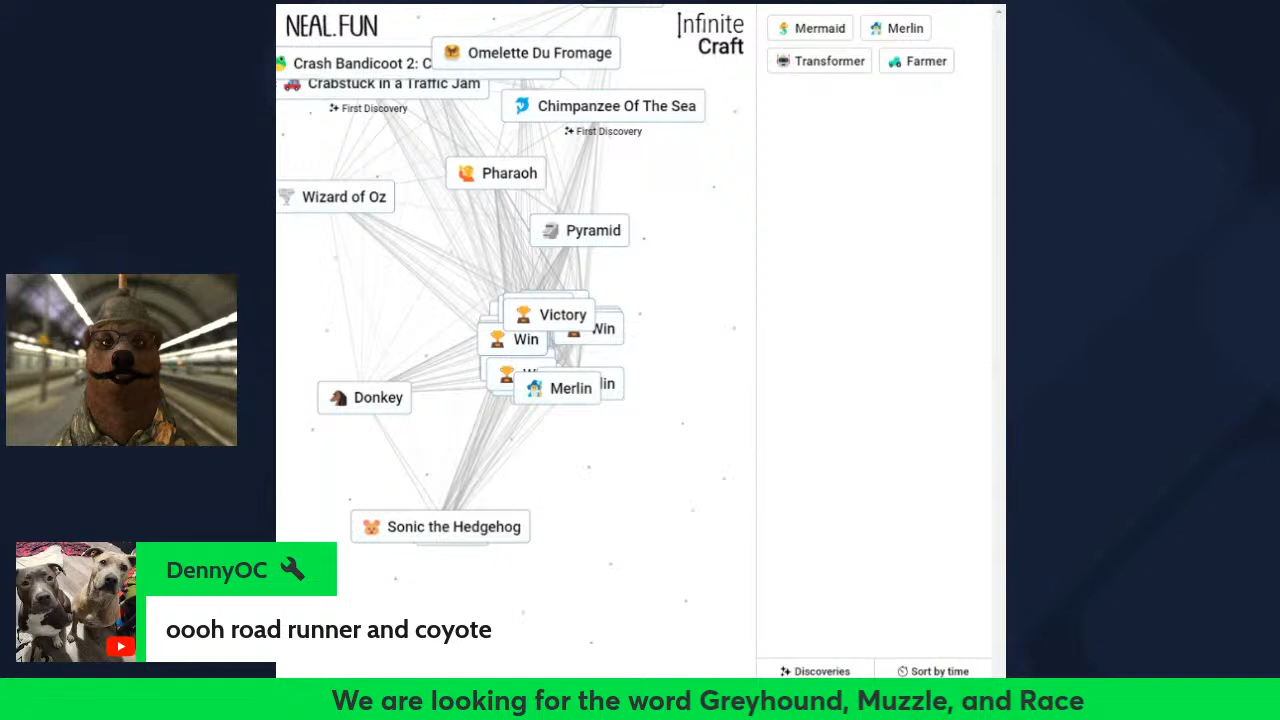 NEAL.FUN
Infinite
Craft
Omelette Du Fromage
Crash Bandicoot 2: C
Crabstuck in a Traffic Jam
First Discovery
Chimpanzee Of The Sea
First Discovery
Pharaoh
Wizard of Oz
Pyramid
Victory
Win
Win
Merlin
lin
Donkey
Sonic the Hedgehog
Mermaid
Merlin
Transformer
Farmer
Discoveries
Sort by time
DennyOC
oooh road runner and coyote
We are looking for the word Greyhound, Muzzle, and Race